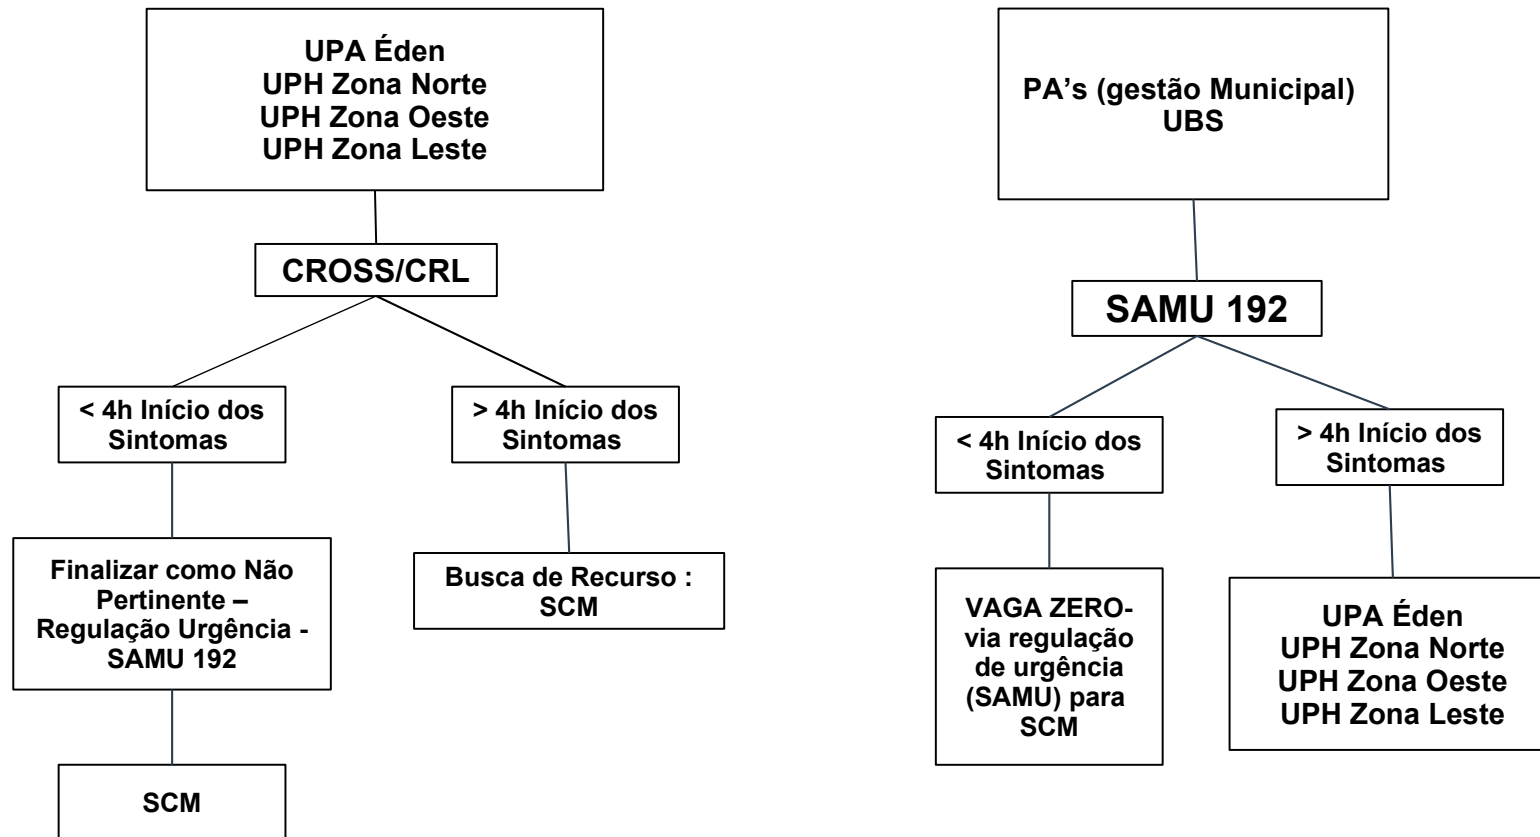 UPA Éden
UPH Zona Norte
UPH Zona Oeste
UPH Zona Leste
CROSS/CRL
< 4h Início dos
Sintomas
> 4h Início dos
Sintomas
Finalizar como Não
Pertinente –
Regulação Urgência -
SAMU 192
Busca de Recurso :
SCM
SCM
PA’s (gestão Municipal)
UBS
SAMU 192
< 4h Início dos
Sintomas
> 4h Início dos
Sintomas
VAGA ZERO-
via regulação
de urgência
(SAMU) para
SCM
UPA Éden
UPH Zona Norte
UPH Zona Oeste
UPH Zona Leste